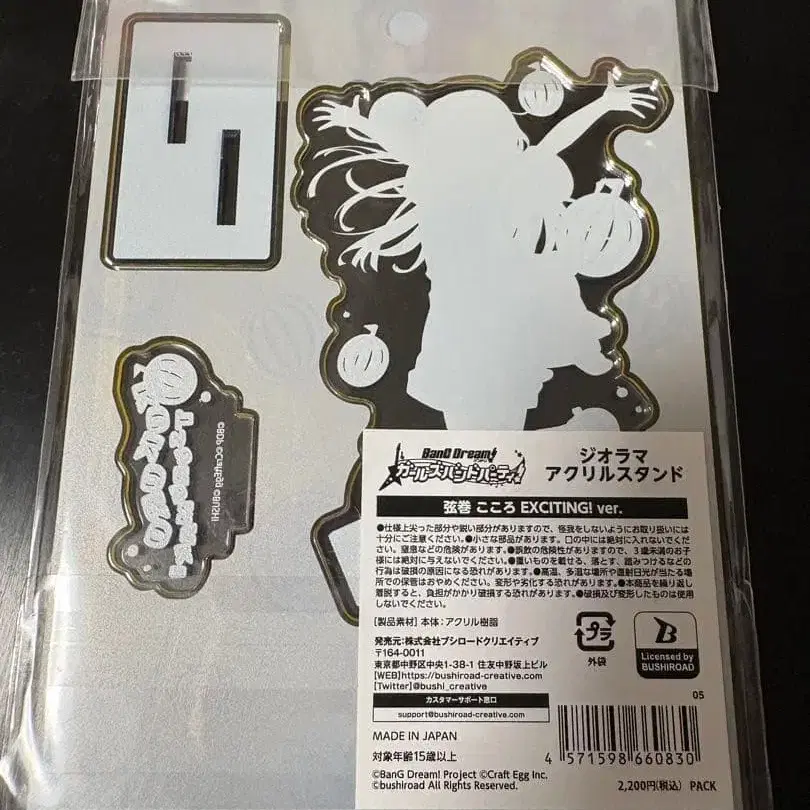 BanG Dream!
ガールズバンドパーティ!
ジオラマ
アクリルスタンド
弦巻 こころ EXCITING! ver.
●仕様上尖った部分や鋭い部分がありますので、怪我をしないようにお取り扱いには
十分にご注意ください。●小さな部品があります。口の中には絶対に入れないでくださ
い。窒息などの危険があります。●誤飲の危険性がありますので、3歳未満のお子
様には絶対に与えないでください。●重いものを載せる、落とす、踏みつけるなどの
行為は破損の原因になる恐れがあります。●高温、多湿な場所や直射日光が当たる場
所での保管はおやめください。変形や劣化する恐れがあります。●本商品を繰り返し
着脱すると、負担がかかり破損する恐れがあります。●破損及び変形したものは使用
しないでください。
[製品素材] 本体:アクリル樹脂
発売元:株式会社ブシロードクリエイティブ
〒164-0011
東京都中野区中央1-38-1 住友中野坂上ビル
[WEB]https://bushiroad-creative.com
[Twitter]@bushi_creative
カスタマーサポート窓口
support@bushiroad-creative.com
プラ
外袋
B
Licensed by
BUSHIROAD
05
MADE IN JAPAN
対象年齢15歳以上
©BanG Dream! Project ©Craft Egg Inc.
©bushiroad All Rights Reserved.
4 571598 660830
2,200円(税込) PACK
©BDP ©CraftEgg ©BUSHI